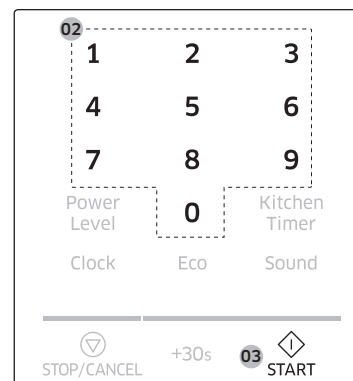 02
1 2 3
4 5 6
7 8 9
Power Level 0 Kitchen Timer
Clock Eco Sound
STOP/CANCEL +30s 03 START